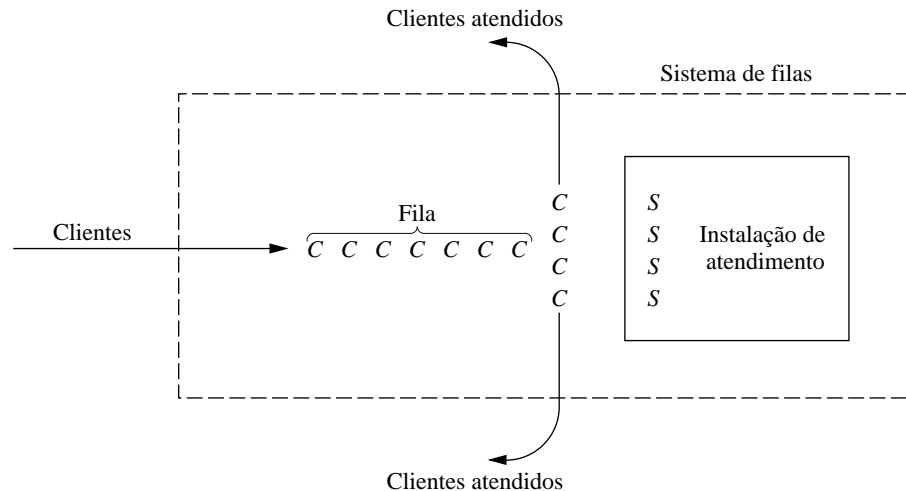 Clientes atendidos
Sistema de filas
Clientes
Fila
C C C C C C C
C
C
C
C
S
S
S
S
Instalação de
atendimento
Clientes atendidos